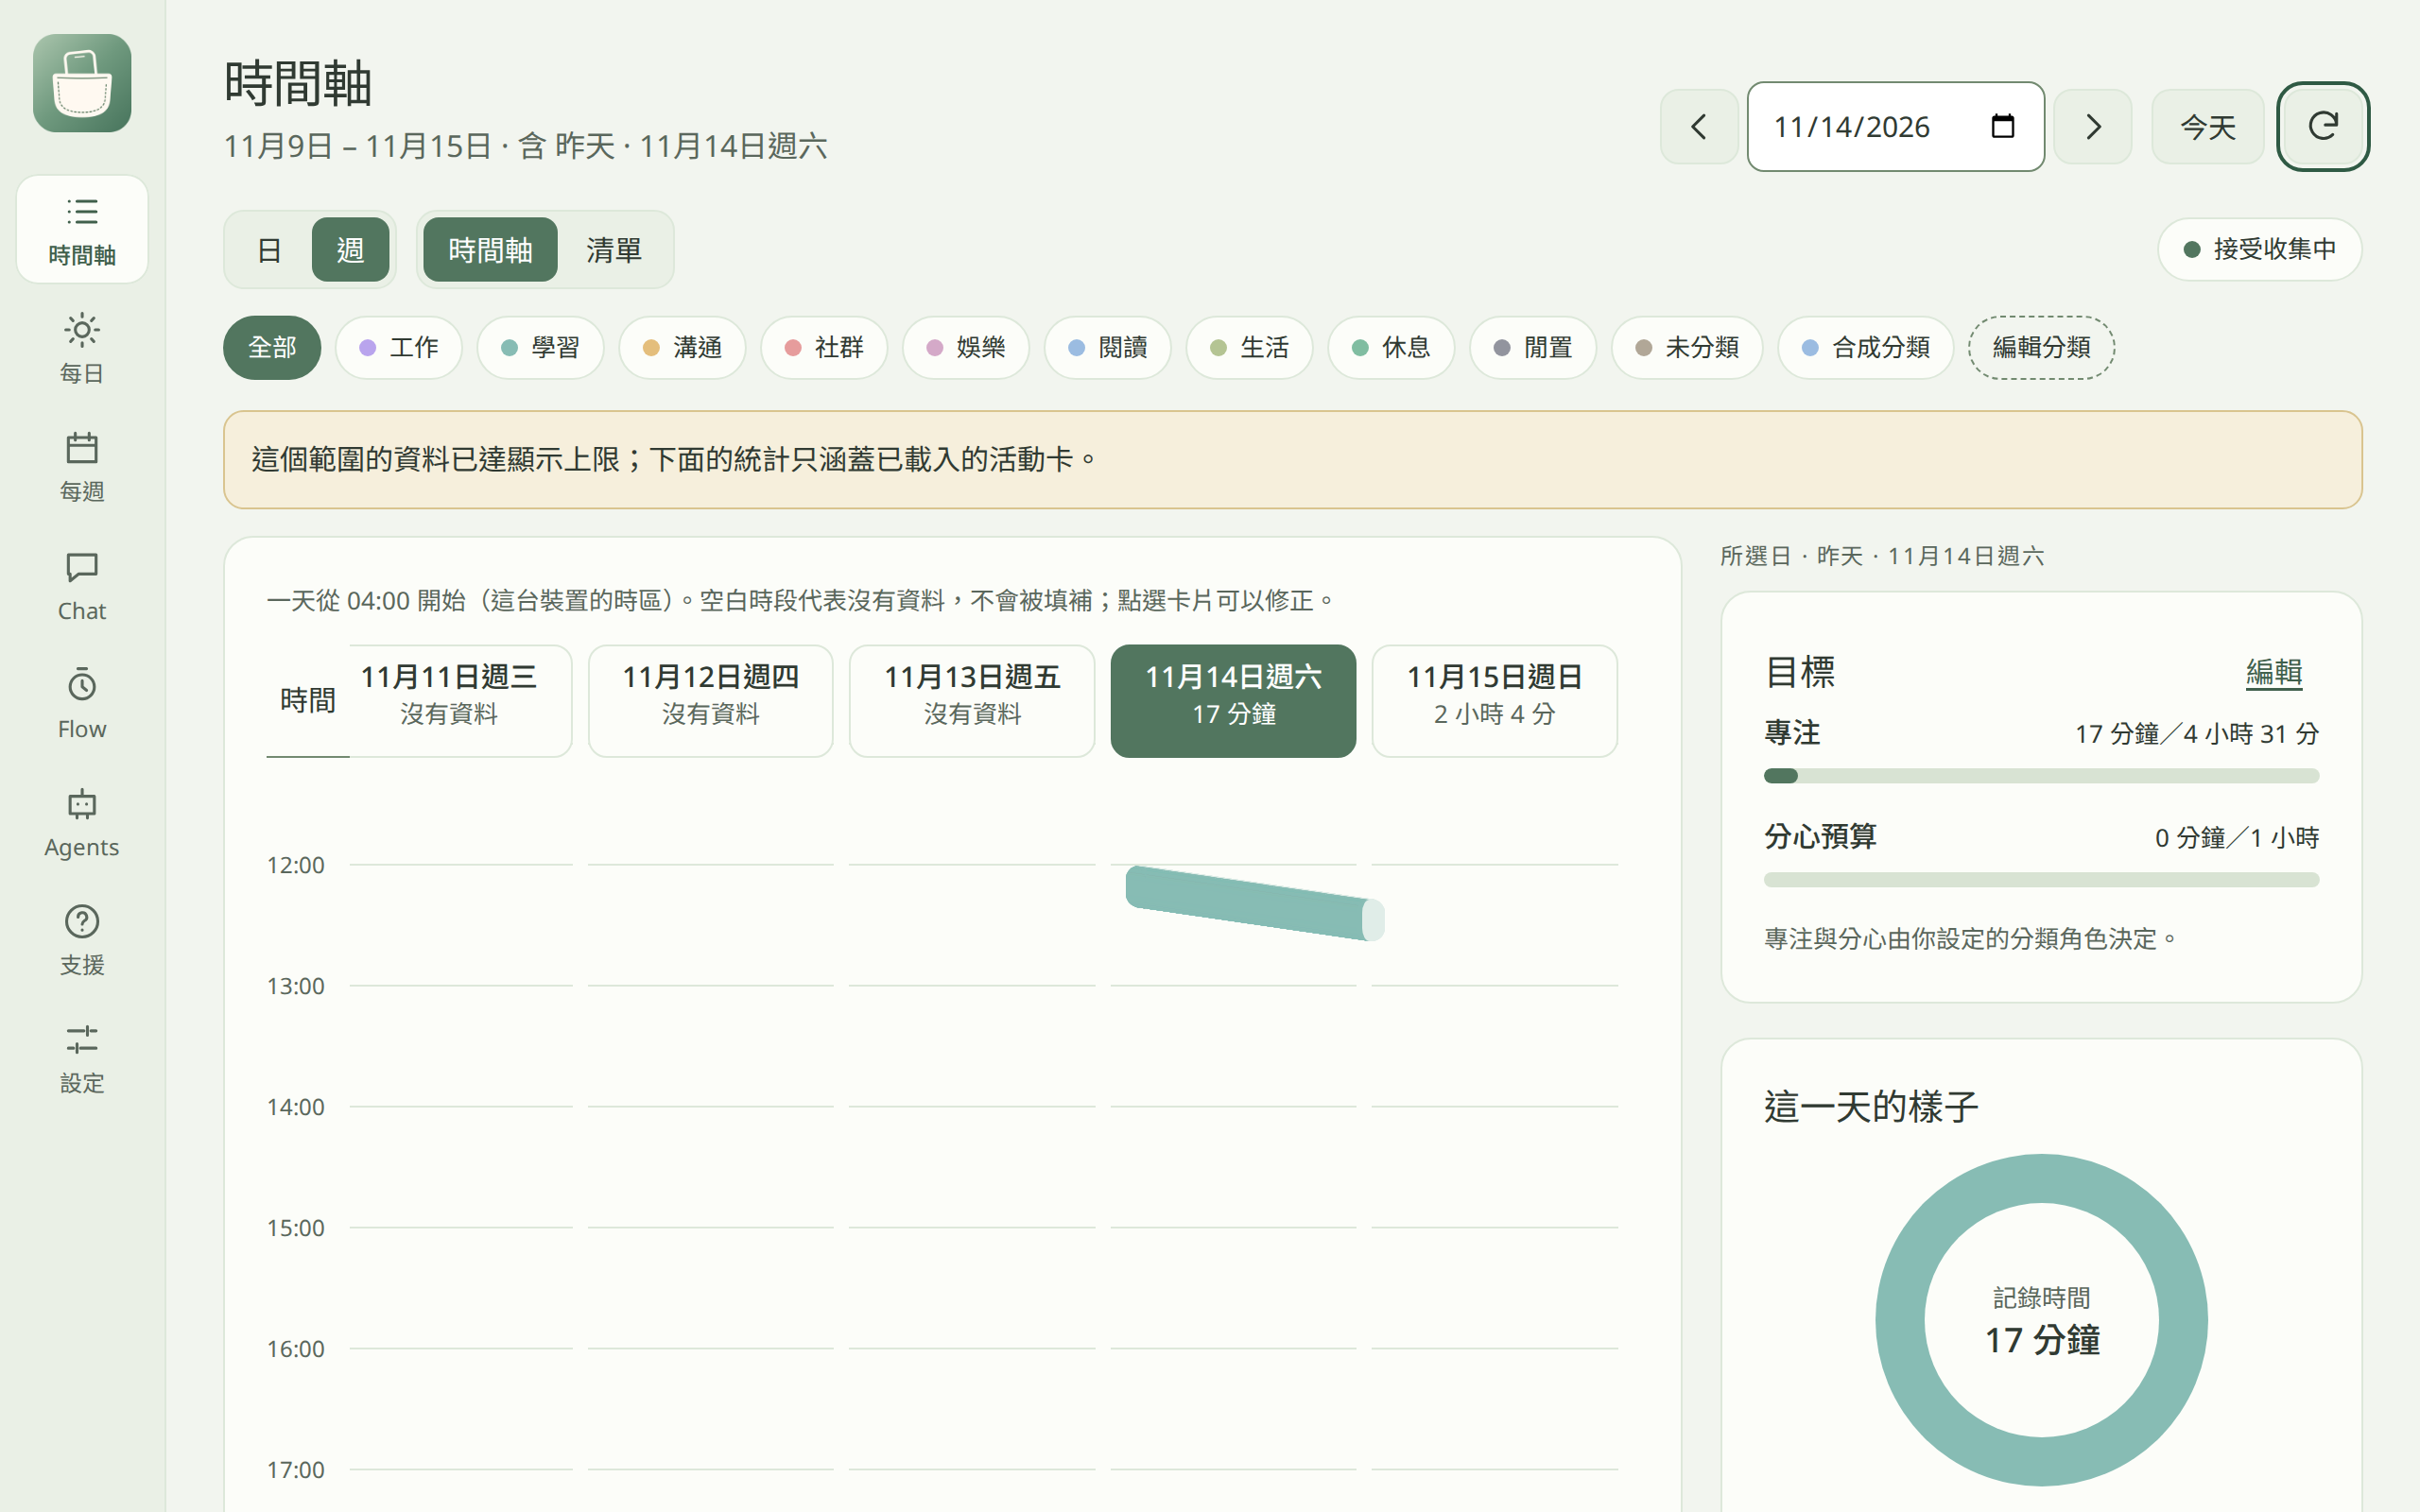 時間軸
11月9日 – 11月15日 · 含 昨天 · 11月14日週六
11/14/2026
今天
日
週
時間軸
清單
接受收集中
全部
工作
學習
溝通
社群
娛樂
閱讀
生活
休息
閒置
未分類
合成分類
編輯分類
這個範圍的資料已達顯示上限；下面的統計只涵蓋已載入的活動卡。
時間軸
每日
每週
Chat
Flow
Agents
支援
設定
一天從 04:00 開始（這台裝置的時區）。空白時段代表沒有資料，不會被填補；點選卡片可以修正。
時間
11月11日週三
沒有資料
11月12日週四
沒有資料
11月13日週五
沒有資料
11月14日週六
17 分鐘
11月15日週日
2 小時 4 分
12:00
13:00
14:00
15:00
16:00
17:00
所選日 · 昨天 · 11月14日週六
目標
編輯
專注
17 分鐘／4 小時 31 分
分心預算
0 分鐘／1 小時
專注與分心由你設定的分類角色決定。
這一天的樣子
記錄時間
17 分鐘